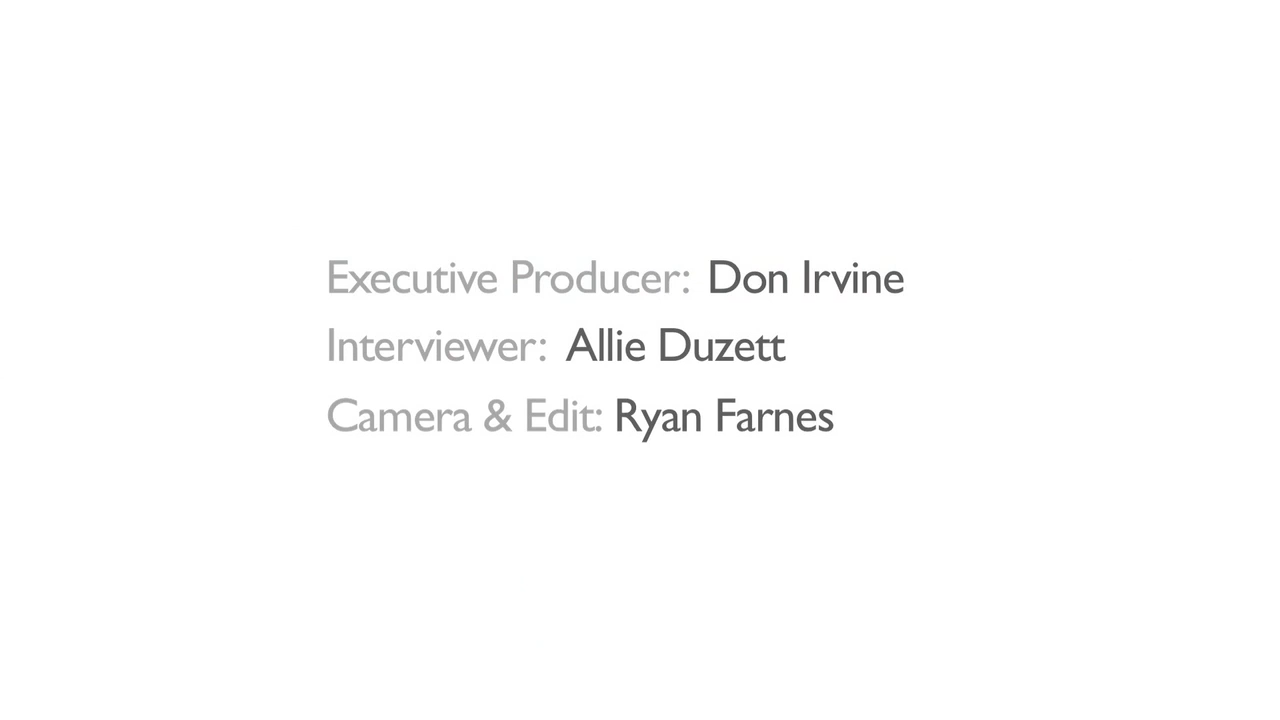 Executive Producer: Don Irvine
Interviewer: Allie Duzett
Camera & Edit: Ryan Farnes